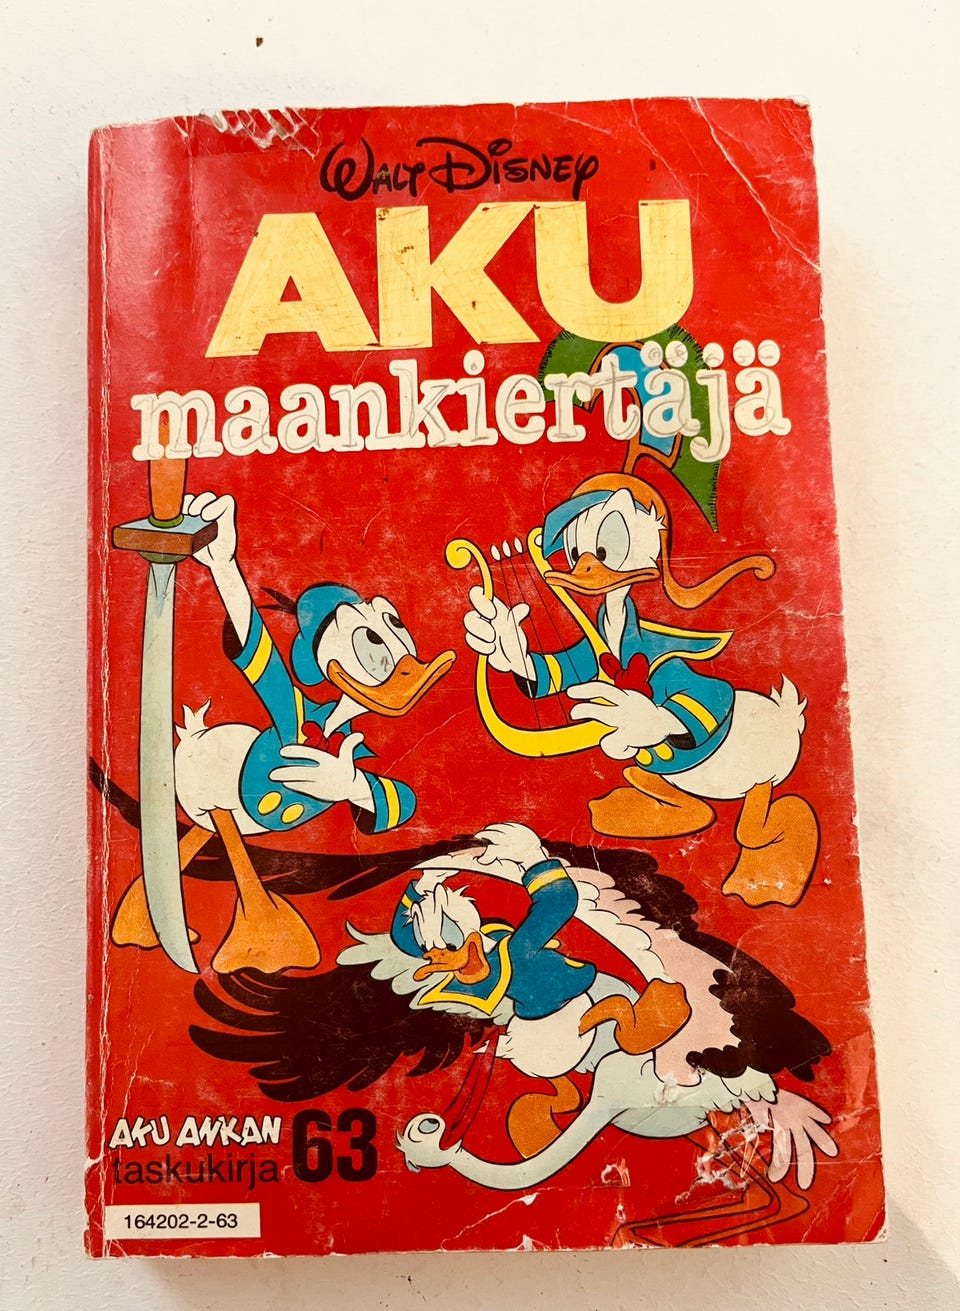 WALT DISNEY
AKU
maankiertäjä
AKU ANKAN
taskukirja 63
164202-2-63